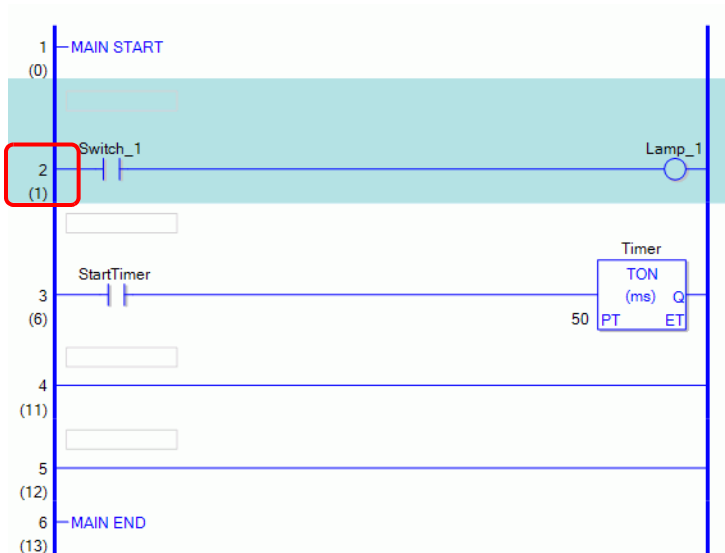 1 MAIN START
(0)
Switch_1 Lamp_1
2
(1)
Timer
StartTimer TON
3 (ms) Q
(6) 50 PT ET
4
(11)
5
(12)
6 MAIN END
(13)